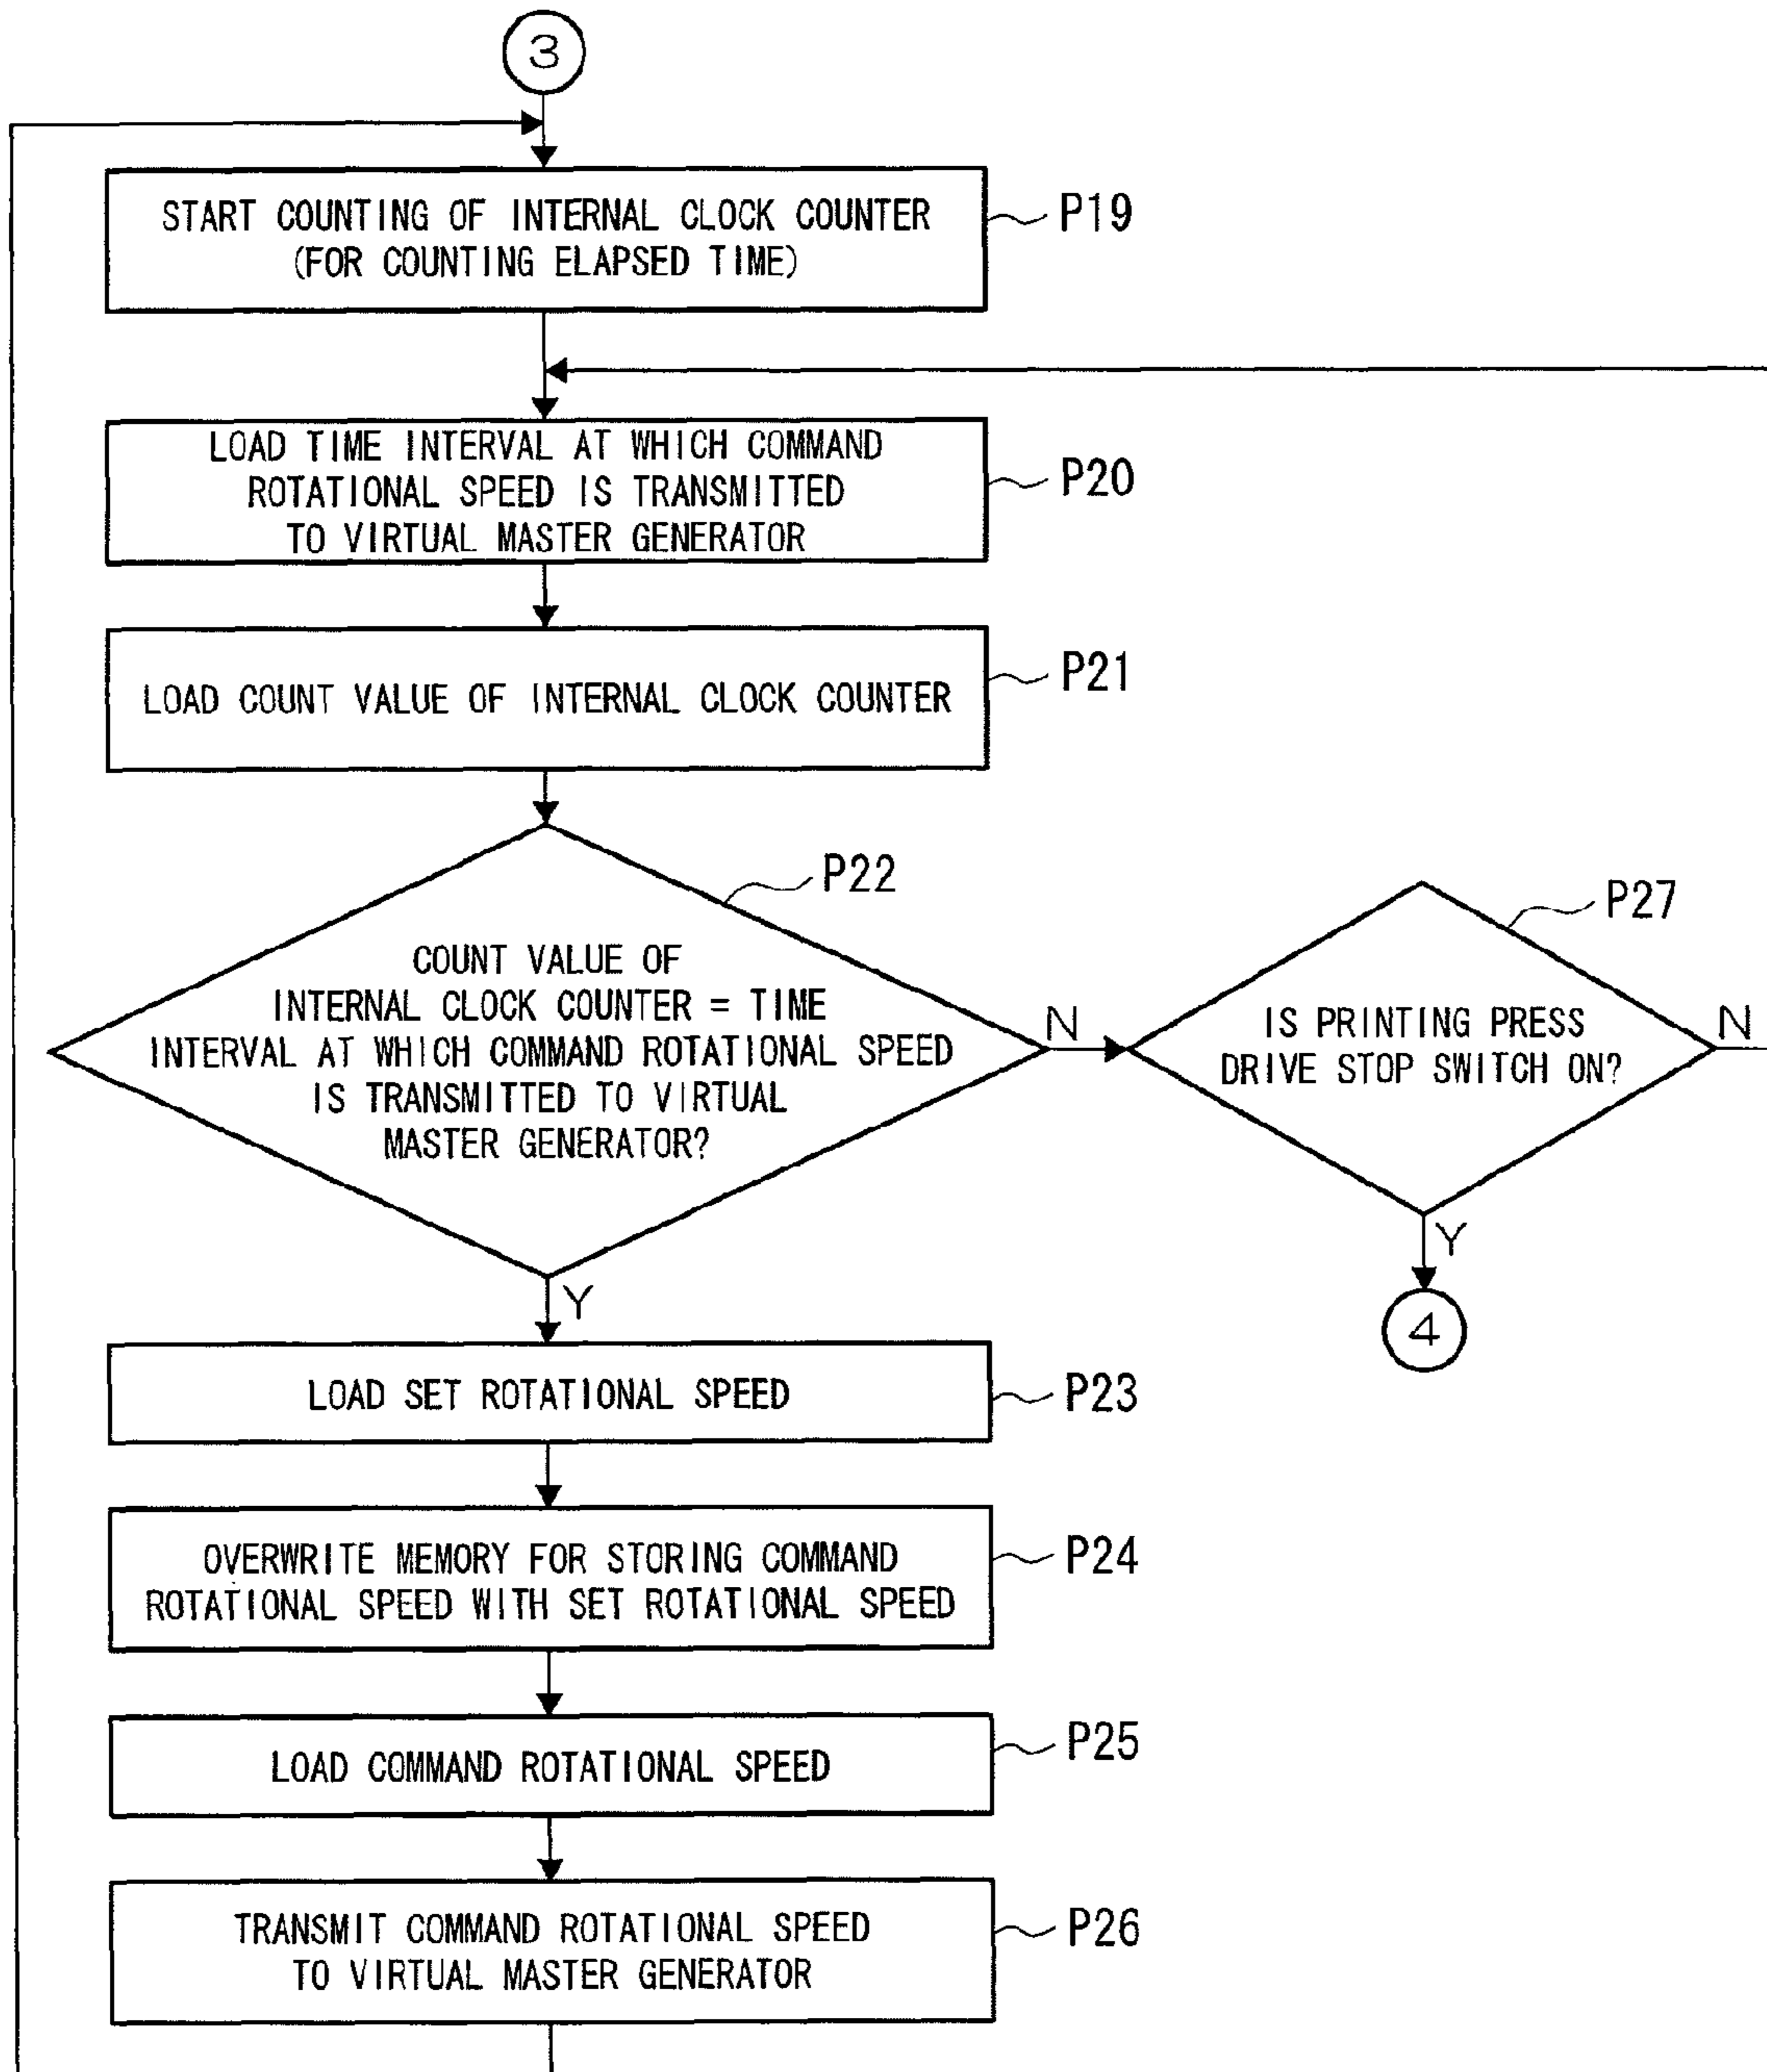 3
START COUNTING OF INTERNAL CLOCK COUNTER
(FOR COUNTING ELAPSED TIME)
P19
LOAD TIME INTERVAL AT WHICH COMMAND
ROTATIONAL SPEED IS TRANSMITTED
TO VIRTUAL MASTER GENERATOR
P20
LOAD COUNT VALUE OF INTERNAL CLOCK COUNTER
P21
P22
COUNT VALUE OF
INTERNAL CLOCK COUNTER = TIME
INTERVAL AT WHICH COMMAND ROTATIONAL SPEED
IS TRANSMITTED TO VIRTUAL
MASTER GENERATOR?
N
P27
IS PRINTING PRESS
DRIVE STOP SWITCH ON?
N
Y
4
Y
LOAD SET ROTATIONAL SPEED
P23
OVERWRITE MEMORY FOR STORING COMMAND
ROTATIONAL SPEED WITH SET ROTATIONAL SPEED
P24
LOAD COMMAND ROTATIONAL SPEED
P25
TRANSMIT COMMAND ROTATIONAL SPEED
TO VIRTUAL MASTER GENERATOR
P26